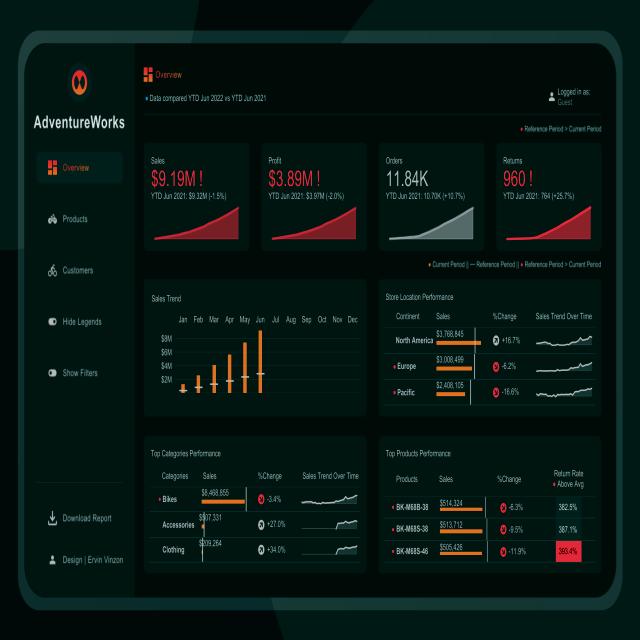 AdventureWorks
Overview
Products
Customers
Hide Legends
Show Filters
Download Report
Design | Ervin Vinzon
Overview
Data compared YTD Jun 2022 vs YTD Jun 2021
Logged in as:
Guest
Reference Period > Current Period
Sales
$9.19M !
YTD Jun 2021: $9.32M (-1.5%)
Profit
$3.89M !
YTD Jun 2021: $3.97M (-2.0%)
Orders
11.84K
YTD Jun 2021: 10.70K (+10.7%)
Returns
960 !
YTD Jun 2021: 764 (+25.7%)
Current Period || — Reference Period || Reference Period > Current Period
Sales Trend
Jan Feb Mar Apr May Jun Jul Aug Sep Oct Nov Dec
$8M
$6M
$4M
$2M
Store Location Performance
Continent Sales %Change Sales Trend Over Time
North America $3,768,845 +16.7%
Europe $3,008,499 -6.2%
Pacific $2,408,105 -16.6%
Top Categories Performance
Categories Sales %Change Sales Trend Over Time
Bikes $8,468,855 -3.4%
Accessories $507,331 +27.0%
Clothing $209,264 +34.0%
Top Products Performance
Return Rate
Products Sales %Change Above Avg
BK-M68B-38 $514,324 -6.3% 382.5%
BK-M68S-38 $513,712 -9.5% 387.1%
BK-M68S-46 $505,426 -11.9% 393.4%